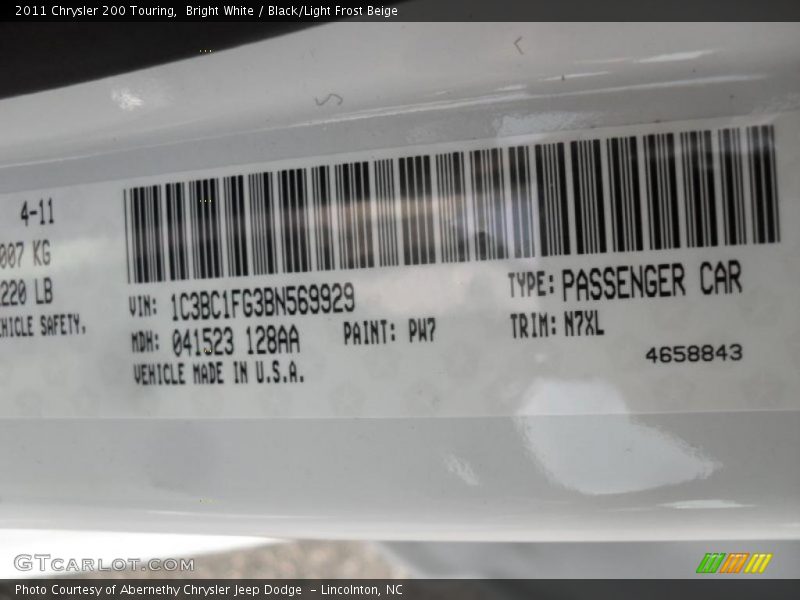 2011 Chrysler 200 Touring, Bright White / Black/Light Frost Beige
4-11
007 KG
220 LB
VEHICLE SAFETY.
VIN: 1C3BC1FG3BN569929
TYPE: PASSENGER CAR
MDH: 041523 128AA
PAINT: PW7
TRIM: N7XL
VEHICLE MADE IN U.S.A.
4658843
GTCARLOT.COM
Photo Courtesy of Abernethy Chrysler Jeep Dodge - Lincolnton, NC